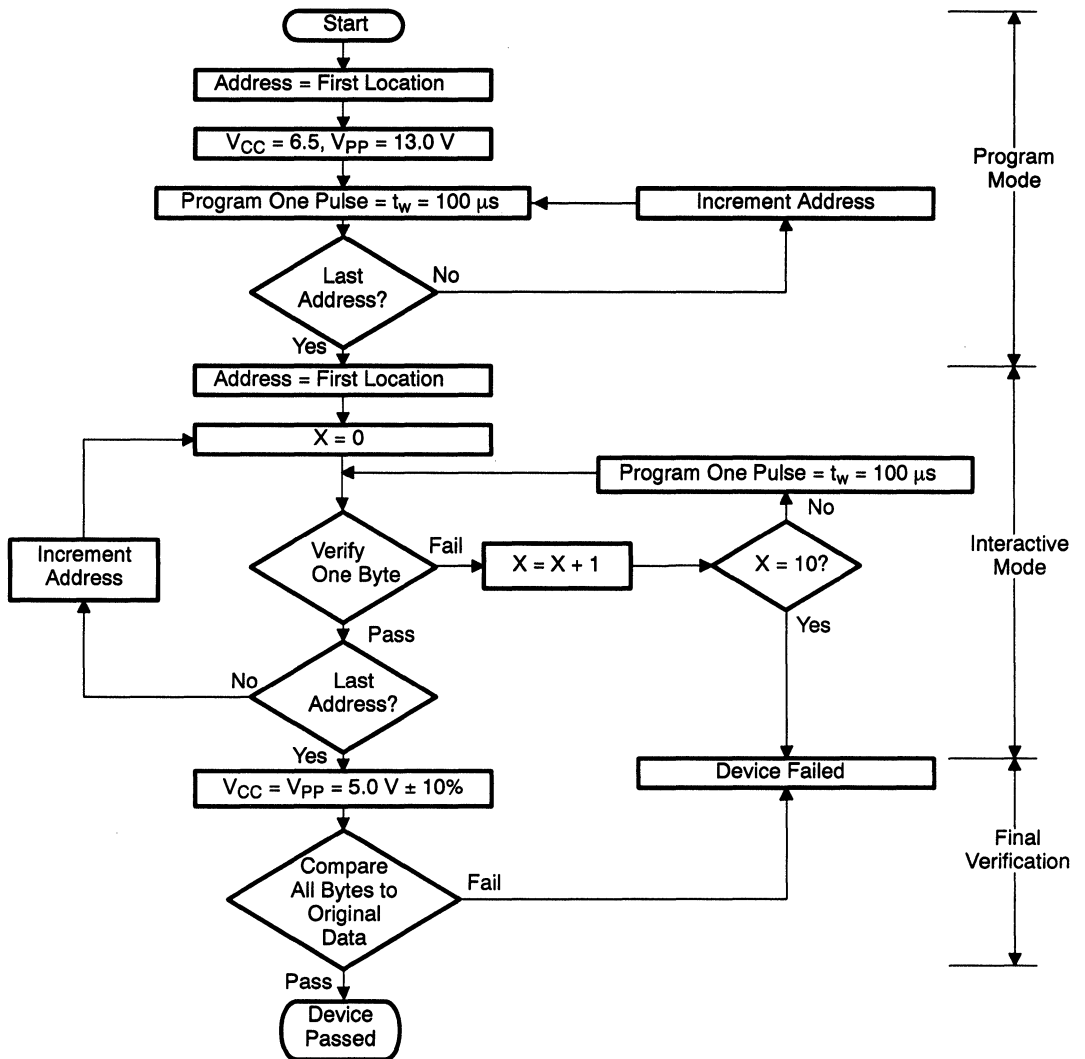 Start
Address = First Location
VCC = 6.5, VPP = 13.0 V
Program
Mode
Program One Pulse = tw = 100 μs
Increment Address
Last
Address?
No
Yes
Address = First Location
X = 0
Program One Pulse = tw = 100 μs
No
Increment
Address
Verify
One Byte
Fail
X = X + 1
X = 10?
Interactive
Mode
Yes
Pass
No
Last
Address?
Yes
VCC = VPP = 5.0 V ± 10%
Device Failed
Final
Verification
Compare
All Bytes to
Original
Data
Fail
Pass
Device
Passed